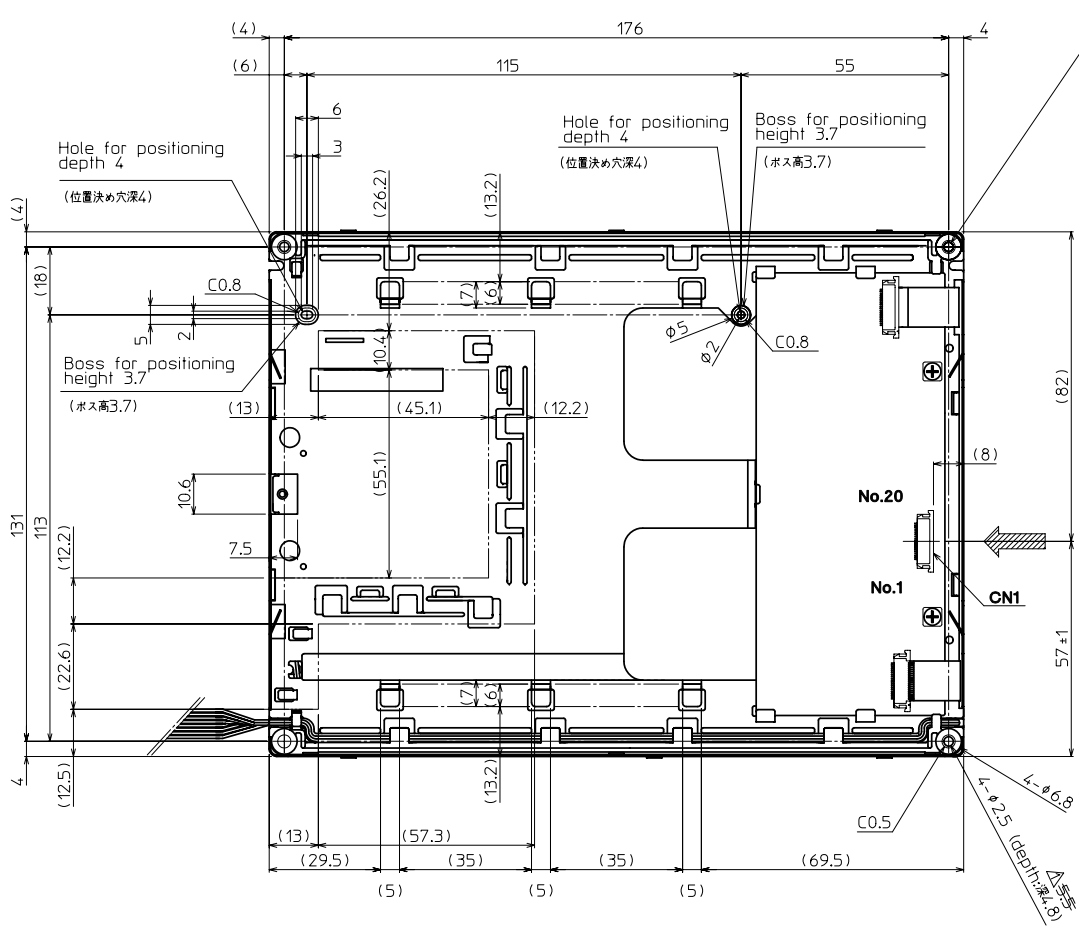 (4)
176
4
(6)
115
55
6
3
Hole for positioning
depth 4
(位置決め穴深4)
Hole for positioning
depth 4
(位置決め穴深4)
Boss for positioning
height 3.7
(ボス高3.7)
(4)
(26.2)
(13.2)
(18)
C0.8
(7)
(6)
5
2
Boss for positioning
height 3.7
(ボス高3.7)
10.4
φ5
φ2
C0.8
(82)
(13)
(45.1)
(12.2)
(55.1)
(8)
10.6
No.20
131
113
7.5
(12.2)
No.1
CN1
57±1
(22.6)
(7)
(6)
4
(12.5)
(13.2)
C0.5
4-φ6.8
4-φ2.5 (depth:深4.8)
5.5
(13)
(57.3)
(29.5)
(35)
(35)
(69.5)
(5)
(5)
(5)